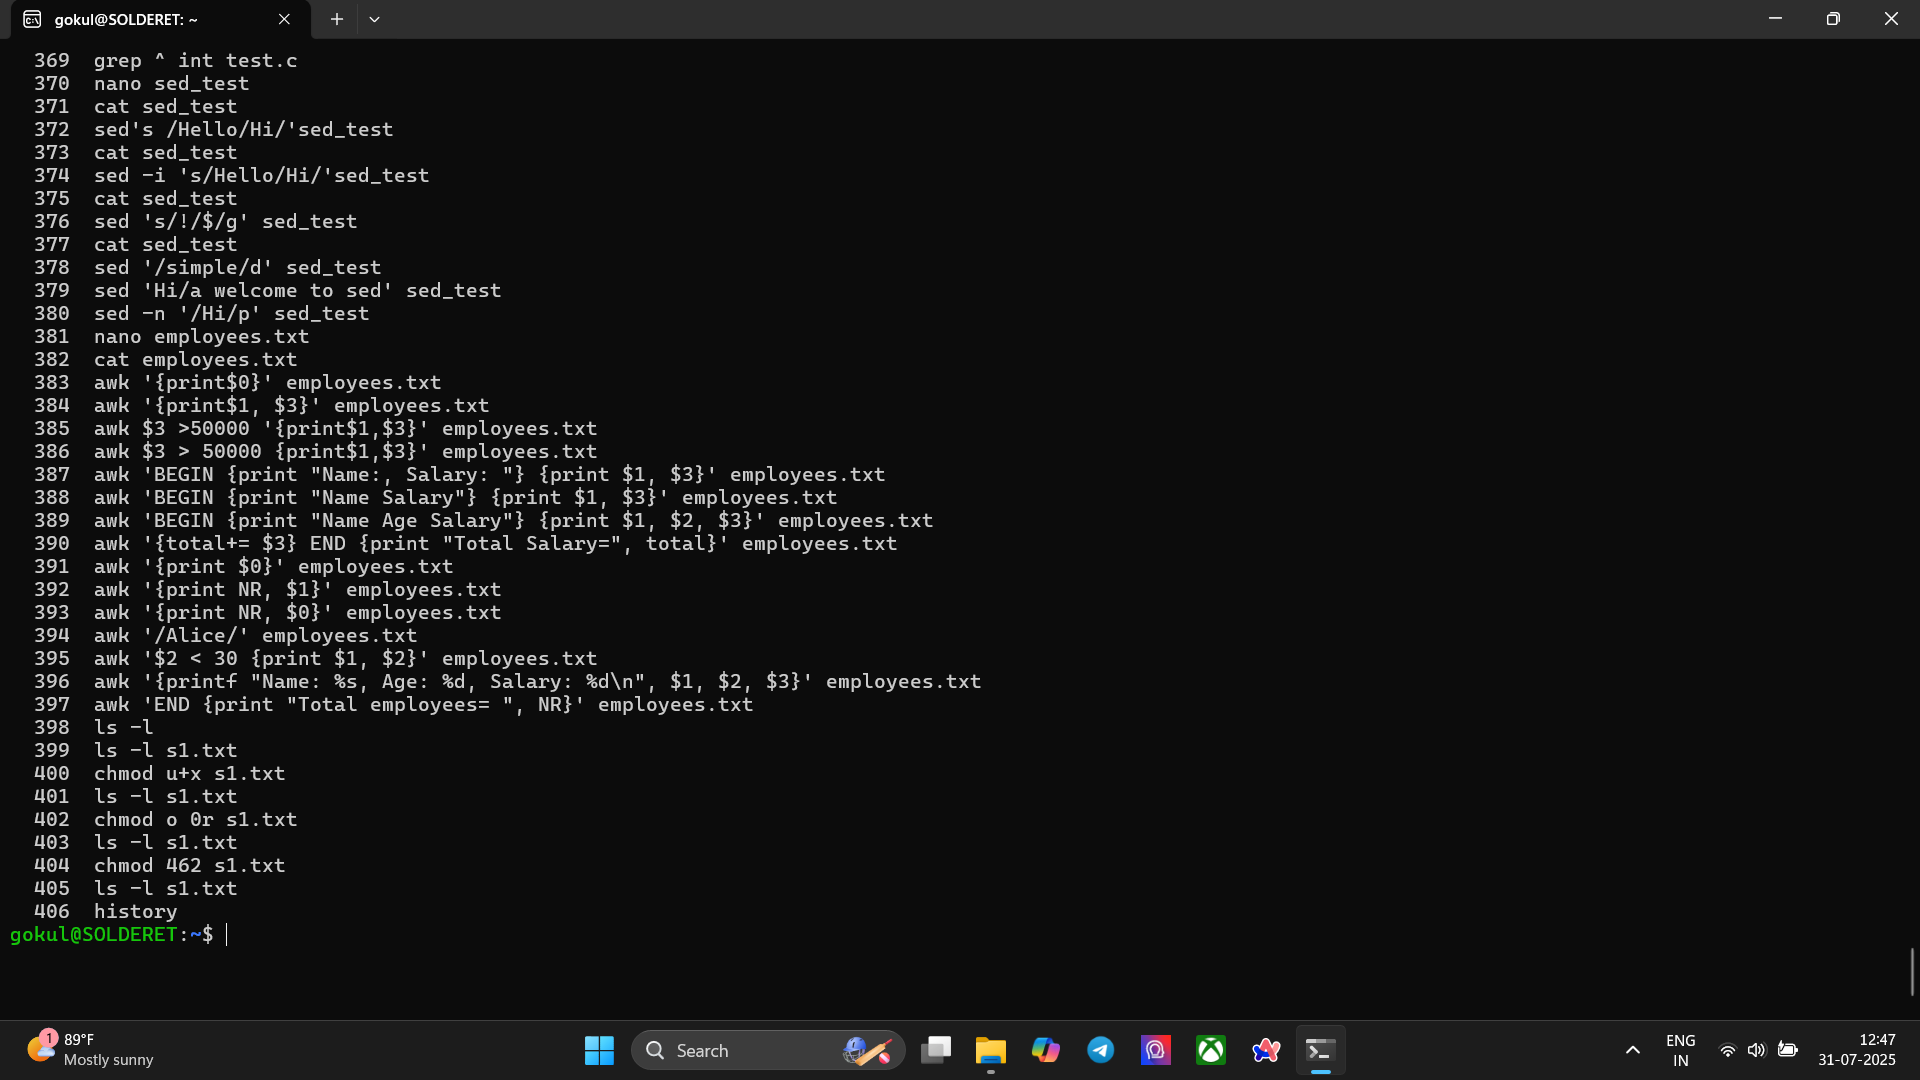 gokul@SOLDERET: ~
369 grep ^ int test.c
370 nano sed_test
371 cat sed_test
372 sed's /Hello/Hi/'sed_test
373 cat sed_test
374 sed -i 's/Hello/Hi/'sed_test
375 cat sed_test
376 sed 's/!/$/g' sed_test
377 cat sed_test
378 sed '/simple/d' sed_test
379 sed 'Hi/a welcome to sed' sed_test
380 sed -n '/Hi/p' sed_test
381 nano employees.txt
382 cat employees.txt
383 awk '{print$0}' employees.txt
384 awk '{print$1, $3}' employees.txt
385 awk $3 >50000 '{print$1,$3}' employees.txt
386 awk $3 > 50000 {print$1,$3}' employees.txt
387 awk 'BEGIN {print "Name:, Salary: "} {print $1, $3}' employees.txt
388 awk 'BEGIN {print "Name Salary"} {print $1, $3}' employees.txt
389 awk 'BEGIN {print "Name Age Salary"} {print $1, $2, $3}' employees.txt
390 awk '{total+= $3} END {print "Total Salary=", total}' employees.txt
391 awk '{print $0}' employees.txt
392 awk '{print NR, $1}' employees.txt
393 awk '{print NR, $0}' employees.txt
394 awk '/Alice/' employees.txt
395 awk '$2 < 30 {print $1, $2}' employees.txt
396 awk '{printf "Name: %s, Age: %d, Salary: %d\n", $1, $2, $3}' employees.txt
397 awk 'END {print "Total employees= ", NR}' employees.txt
398 ls -l
399 ls -l s1.txt
400 chmod u+x s1.txt
401 ls -l s1.txt
402 chmod o 0r s1.txt
403 ls -l s1.txt
404 chmod 462 s1.txt
405 ls -l s1.txt
406 history
gokul@SOLDERET:~$
1
89°F
Mostly sunny
Search
ENG
IN
12:47
31-07-2025